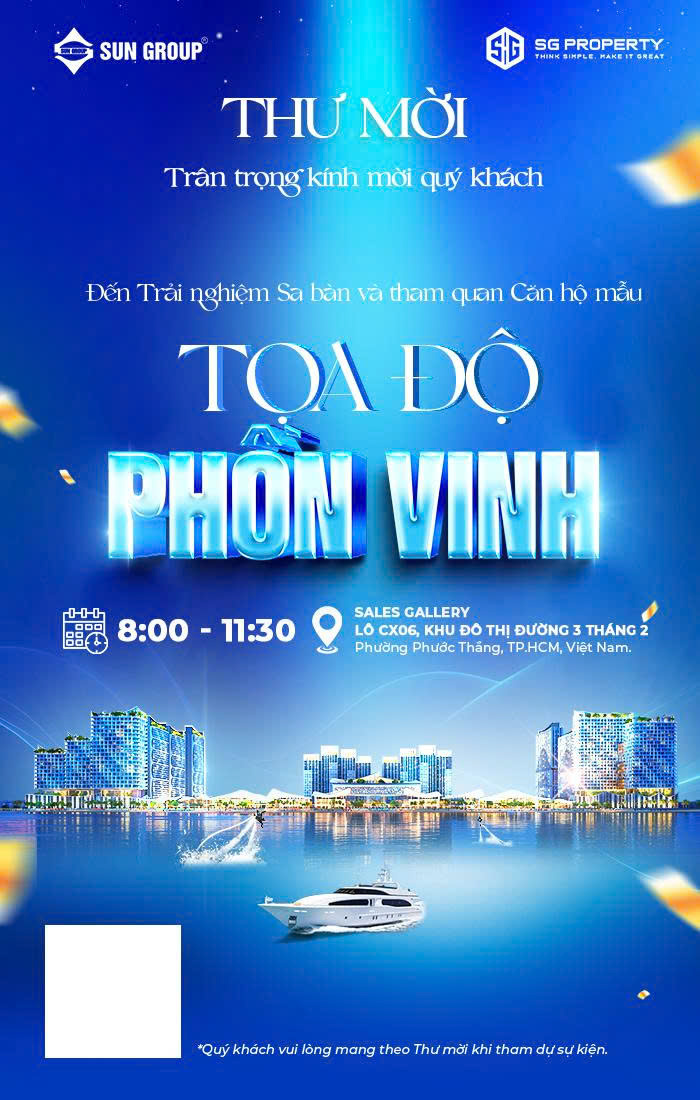 SUN GROUP
SUN GROUP®
SG
SG PROPERTY
THINK SIMPLE. MAKE IT GREAT
THƯ MỜI
Trân trọng kính mời quý khách
Đến Trải nghiệm Sa bàn và tham quan Căn hộ mẫu
TỌA ĐỘ
PHỒN VINH
8:00 - 11:30
SALES GALLERY
LÔ CX06, KHU ĐÔ THỊ ĐƯỜNG 3 THÁNG 2
Phường Phước Thắng, TP.HCM, Việt Nam.
*Quý khách vui lòng mang theo Thư mời khi tham dự sự kiện.